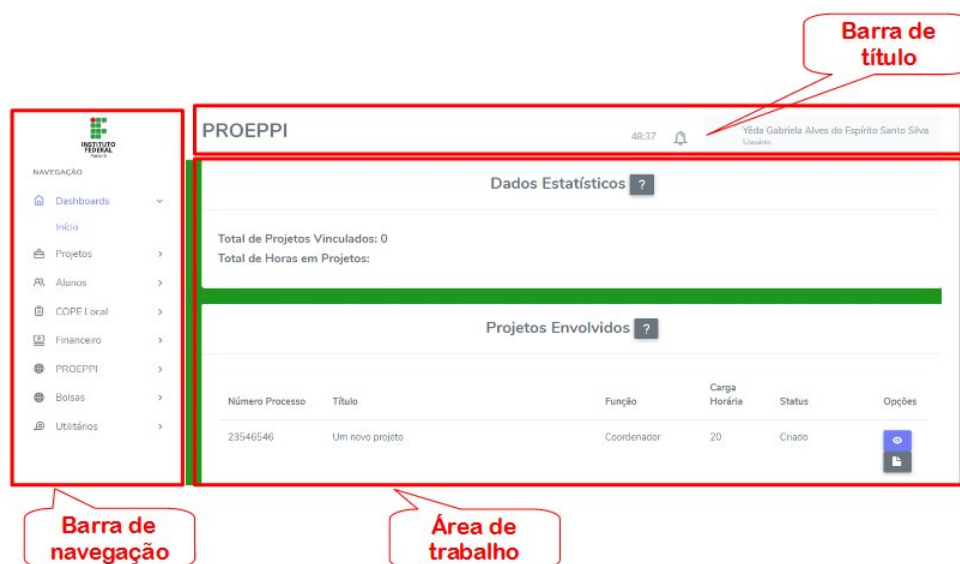 Barra de
título
INSTITUTO
FEDERAL
Paraná
PROEPPI
48:37
Yêda Gabriela Alves do Espírito Santo Silva
Usuário
NAVEGAÇÃO
Dashboards
Início
Projetos
Alunos
COPE Local
Financeiro
PROEPPI
Bolsas
Utilitários
Dados Estatísticos ?
Total de Projetos Vinculados: 0
Total de Horas em Projetos:
Projetos Envolvidos ?
Número Processo Título Função Carga Horária Status Opções
23546546 Um novo projeto Coordenador 20 Criado
Barra de
navegação
Área de
trabalho